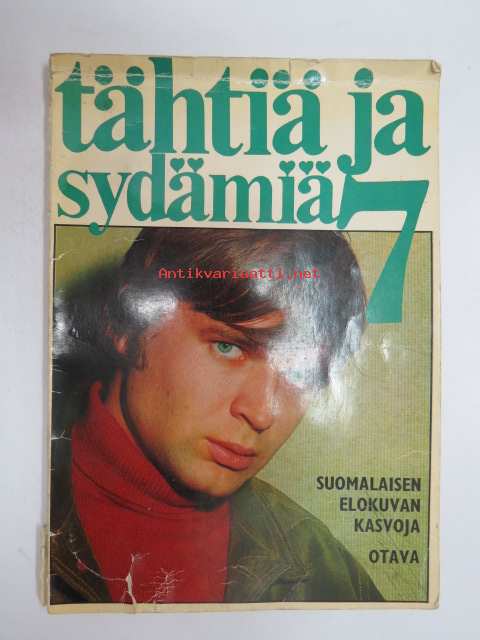 tähtiä ja
sydämiä 7
Antikvariaatti.net
SUOMALAISEN
ELOKUVAN
KASVOJA
OTAVA